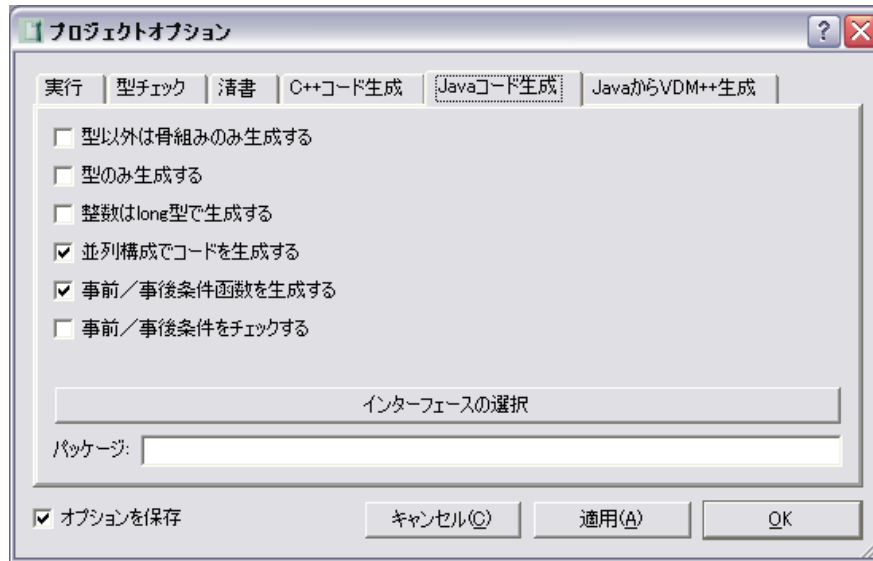 プロジェクトオプション
実行 型チェック 清書 C++コード生成 Javaコード生成 JavaからVDM++生成
型以外は骨組みのみ生成する
型のみ生成する
整数はlong型で生成する
並列構成でコードを生成する
事前／事後条件函数を生成する
事前／事後条件をチェックする
インターフェースの選択
パッケージ:
オプションを保存 キャンセル(C) 適用(A) OK